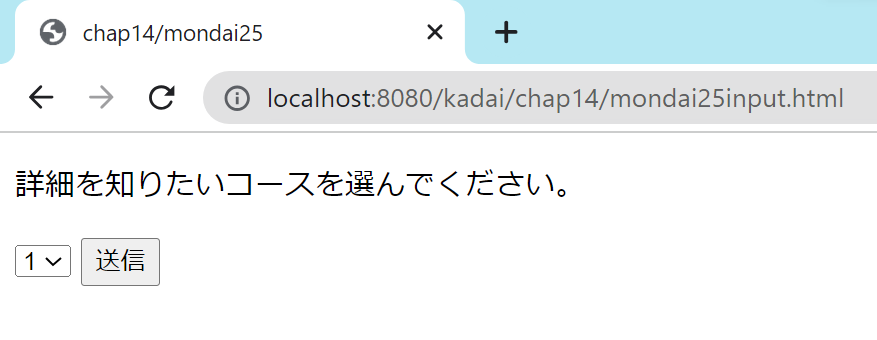 chap14/mondai25
localhost:8080/kadai/chap14/mondai25input.html
詳細を知りたいコースを選んでください。
1 送信